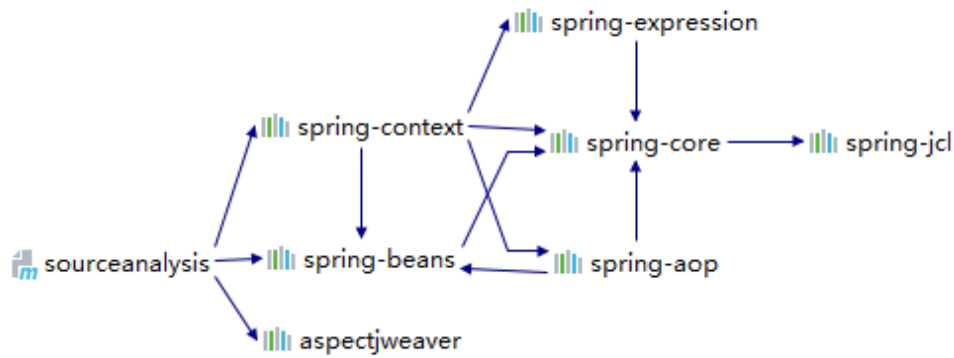 spring-expression
spring-context
spring-core
spring-jcl
sourceanalysis
spring-beans
spring-aop
aspectjweaver